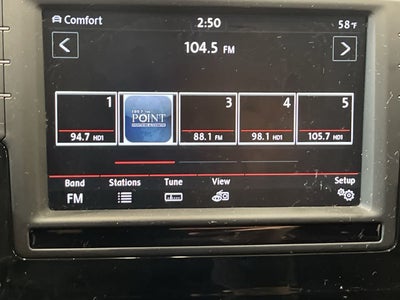 Comfort 2:50 58°F
104.5 FM
1 3 4 5
POINT
94.7 HD1 88.1 FM 98.1 HD1 105.7 HD1
Band Stations Tune View Setup
FM